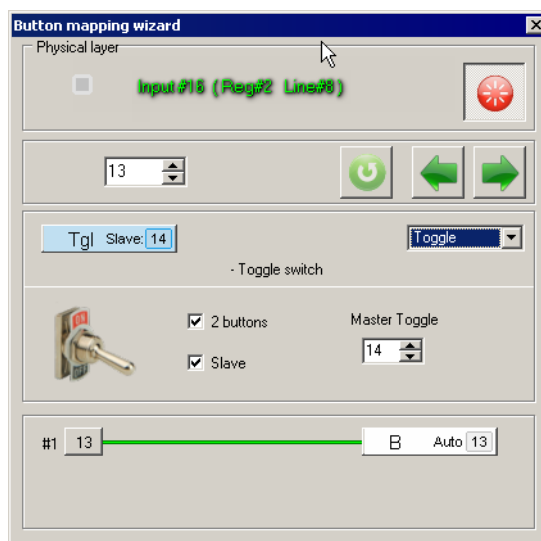 Button mapping wizard
Physical layer
Input #16 (Reg#2 Line#8)
13
Tgl Slave: 14
Toggle
- Toggle switch
2 buttons
Master Toggle
14
Slave
#1 13
B Auto 13